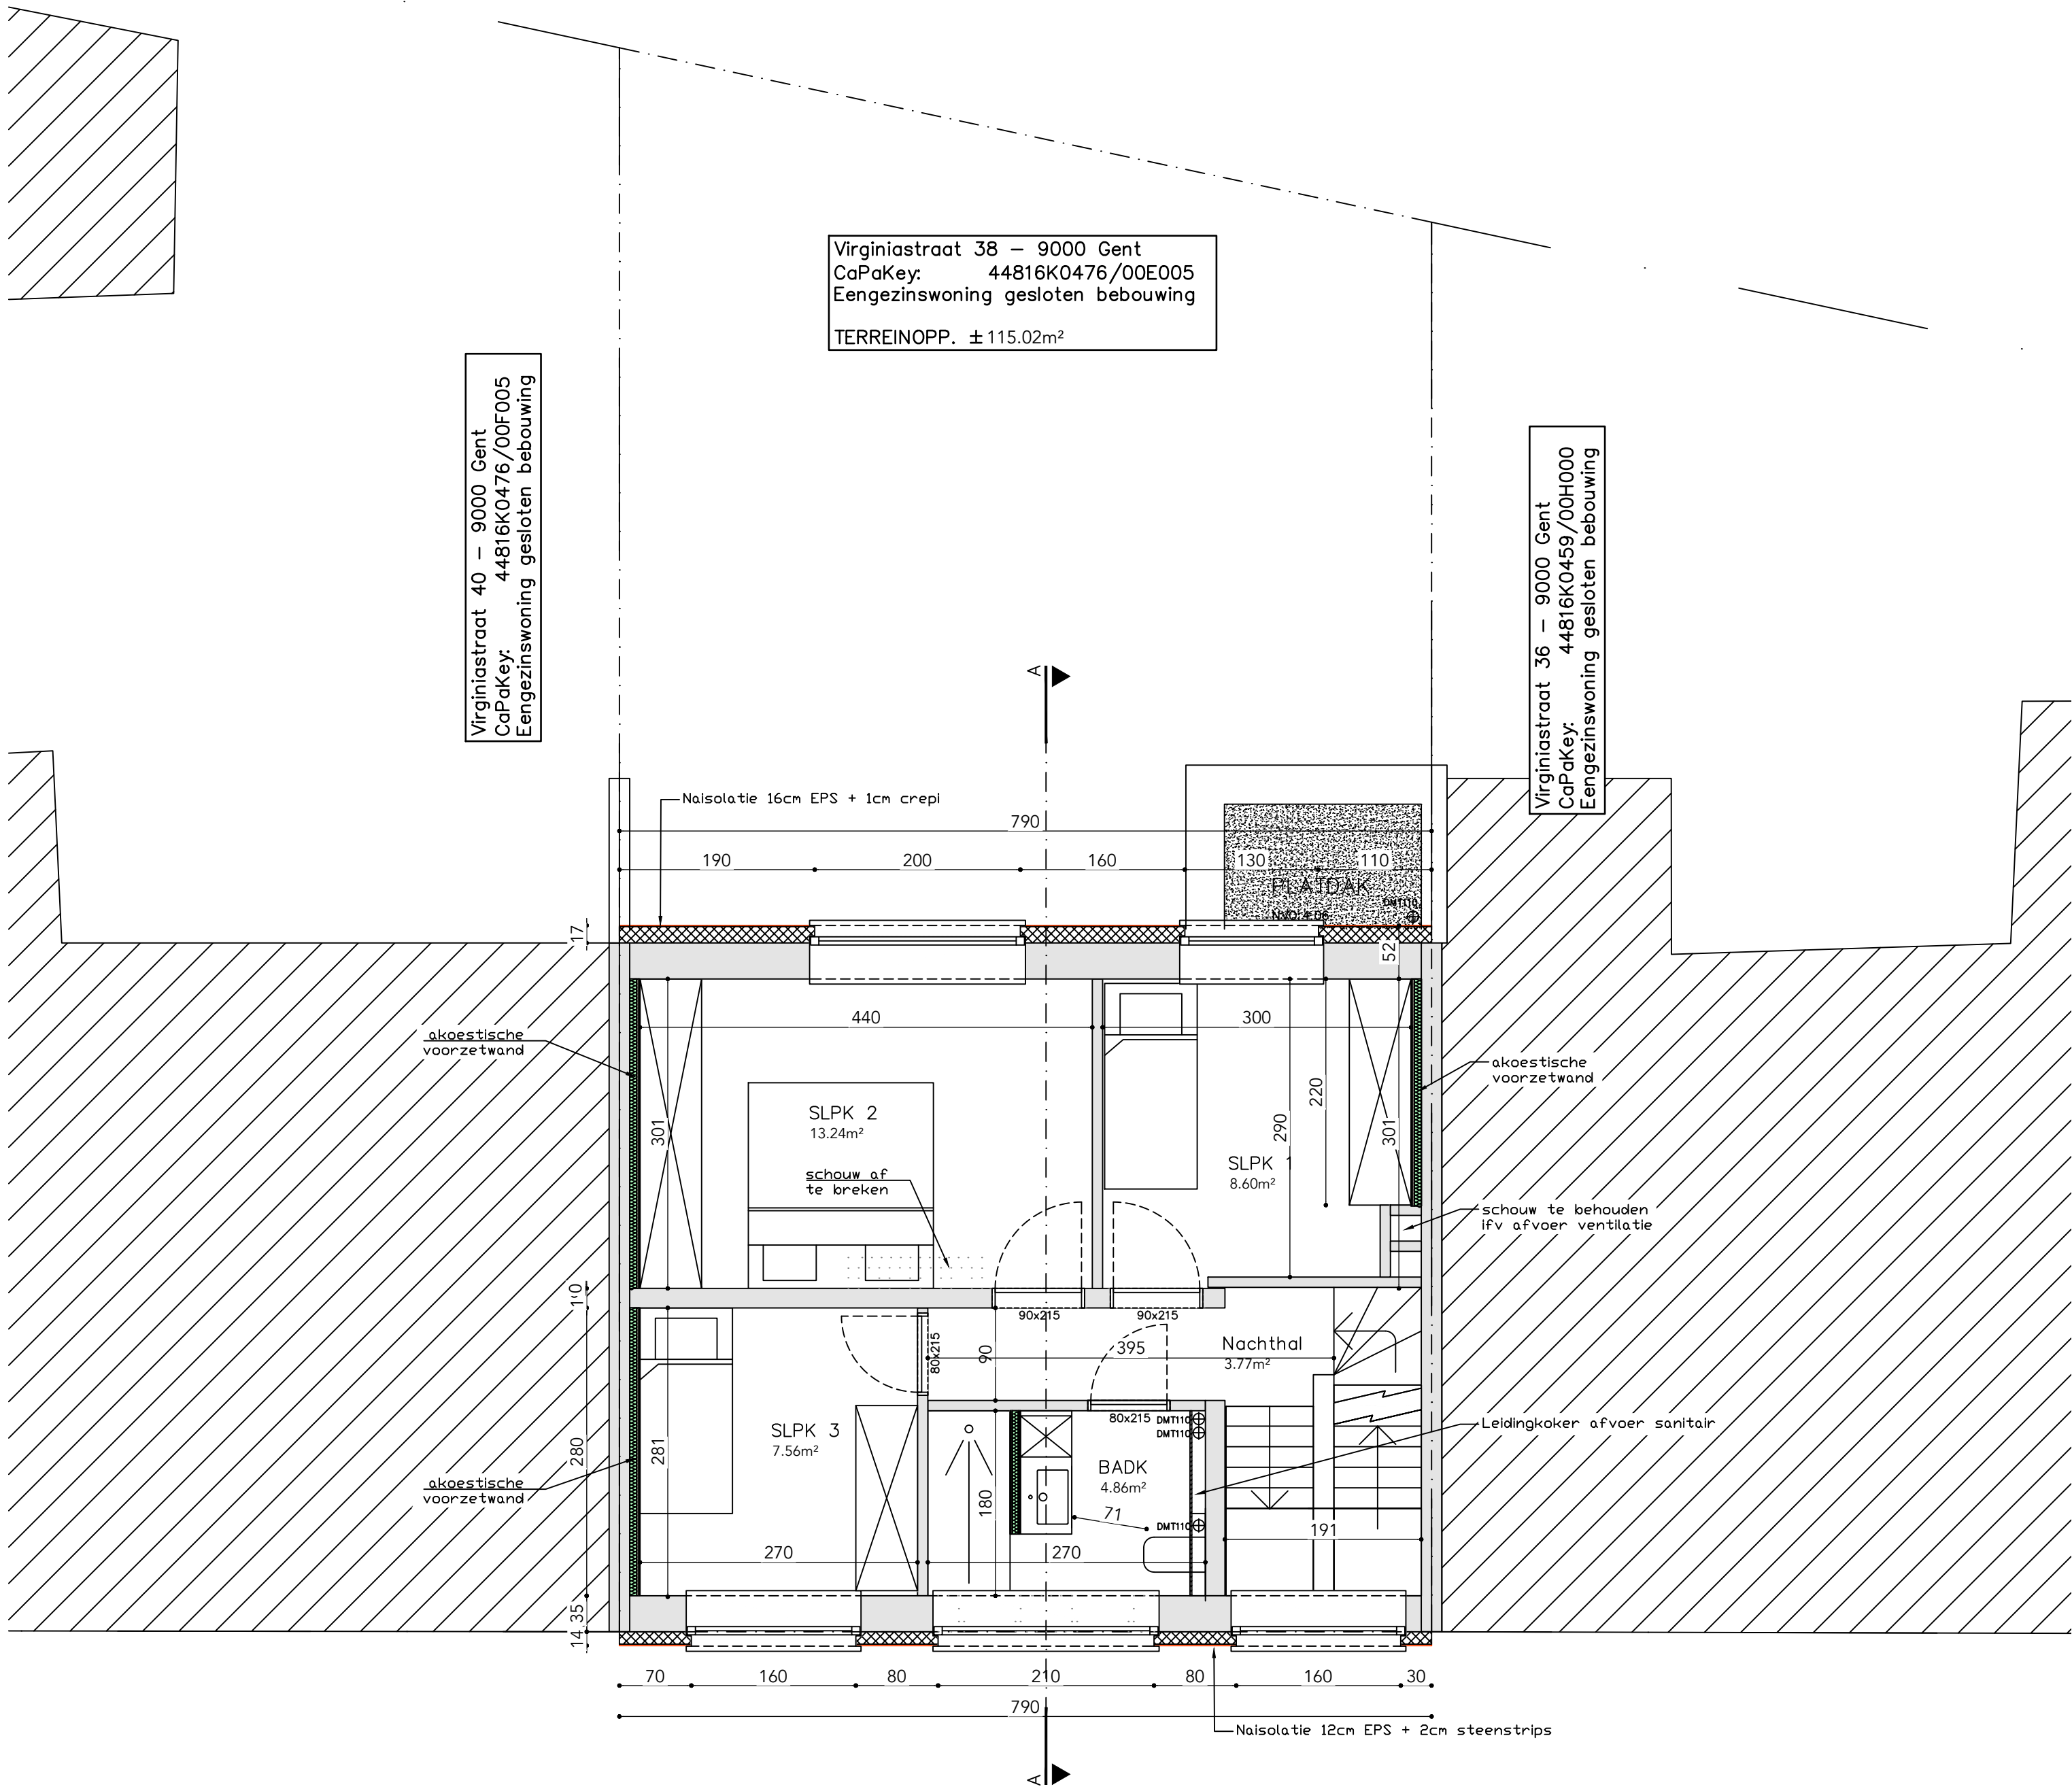 Virginiastraat 38 – 9000 Gent
CaPaKey: 44816K0476/00E005
Eengezinswoning gesloten bebouwing
TERREINOPP. ±115.02m²
Virginiastraat 40 – 9000 Gent
CaPaKey: 44816K0476/00F005
Eengezinswoning gesloten bebouwing
Virginiastraat 36 – 9000 Gent
CaPaKey: 44816K0459/00H000
Eengezinswoning gesloten bebouwing
A
Naisolatie 16cm EPS + 1cm crepi
790
190
200
160
130
110
PLATDAK
DMT110
NVO:4.06
17
52
440
300
akoestische
voorzetwand
akoestische
voorzetwand
301
220
290
301
SLPK 2
13.24m²
SLPK 1
8.60m²
schouw af
te breken
schouw te behouden
ifv afvoer ventilatie
10
90x215
90x215
80x215
90
395
Nachthal
3.77m²
80x215
DMT110
DMT110
Leidingkoker afvoer sanitair
SLPK 3
7.56m²
BADK
4.86m²
280
281
akoestische
voorzetwand
180
71
DMT110
191
270
270
35
14
70
160
80
210
80
160
30
790
Naisolatie 12cm EPS + 2cm steenstrips
A